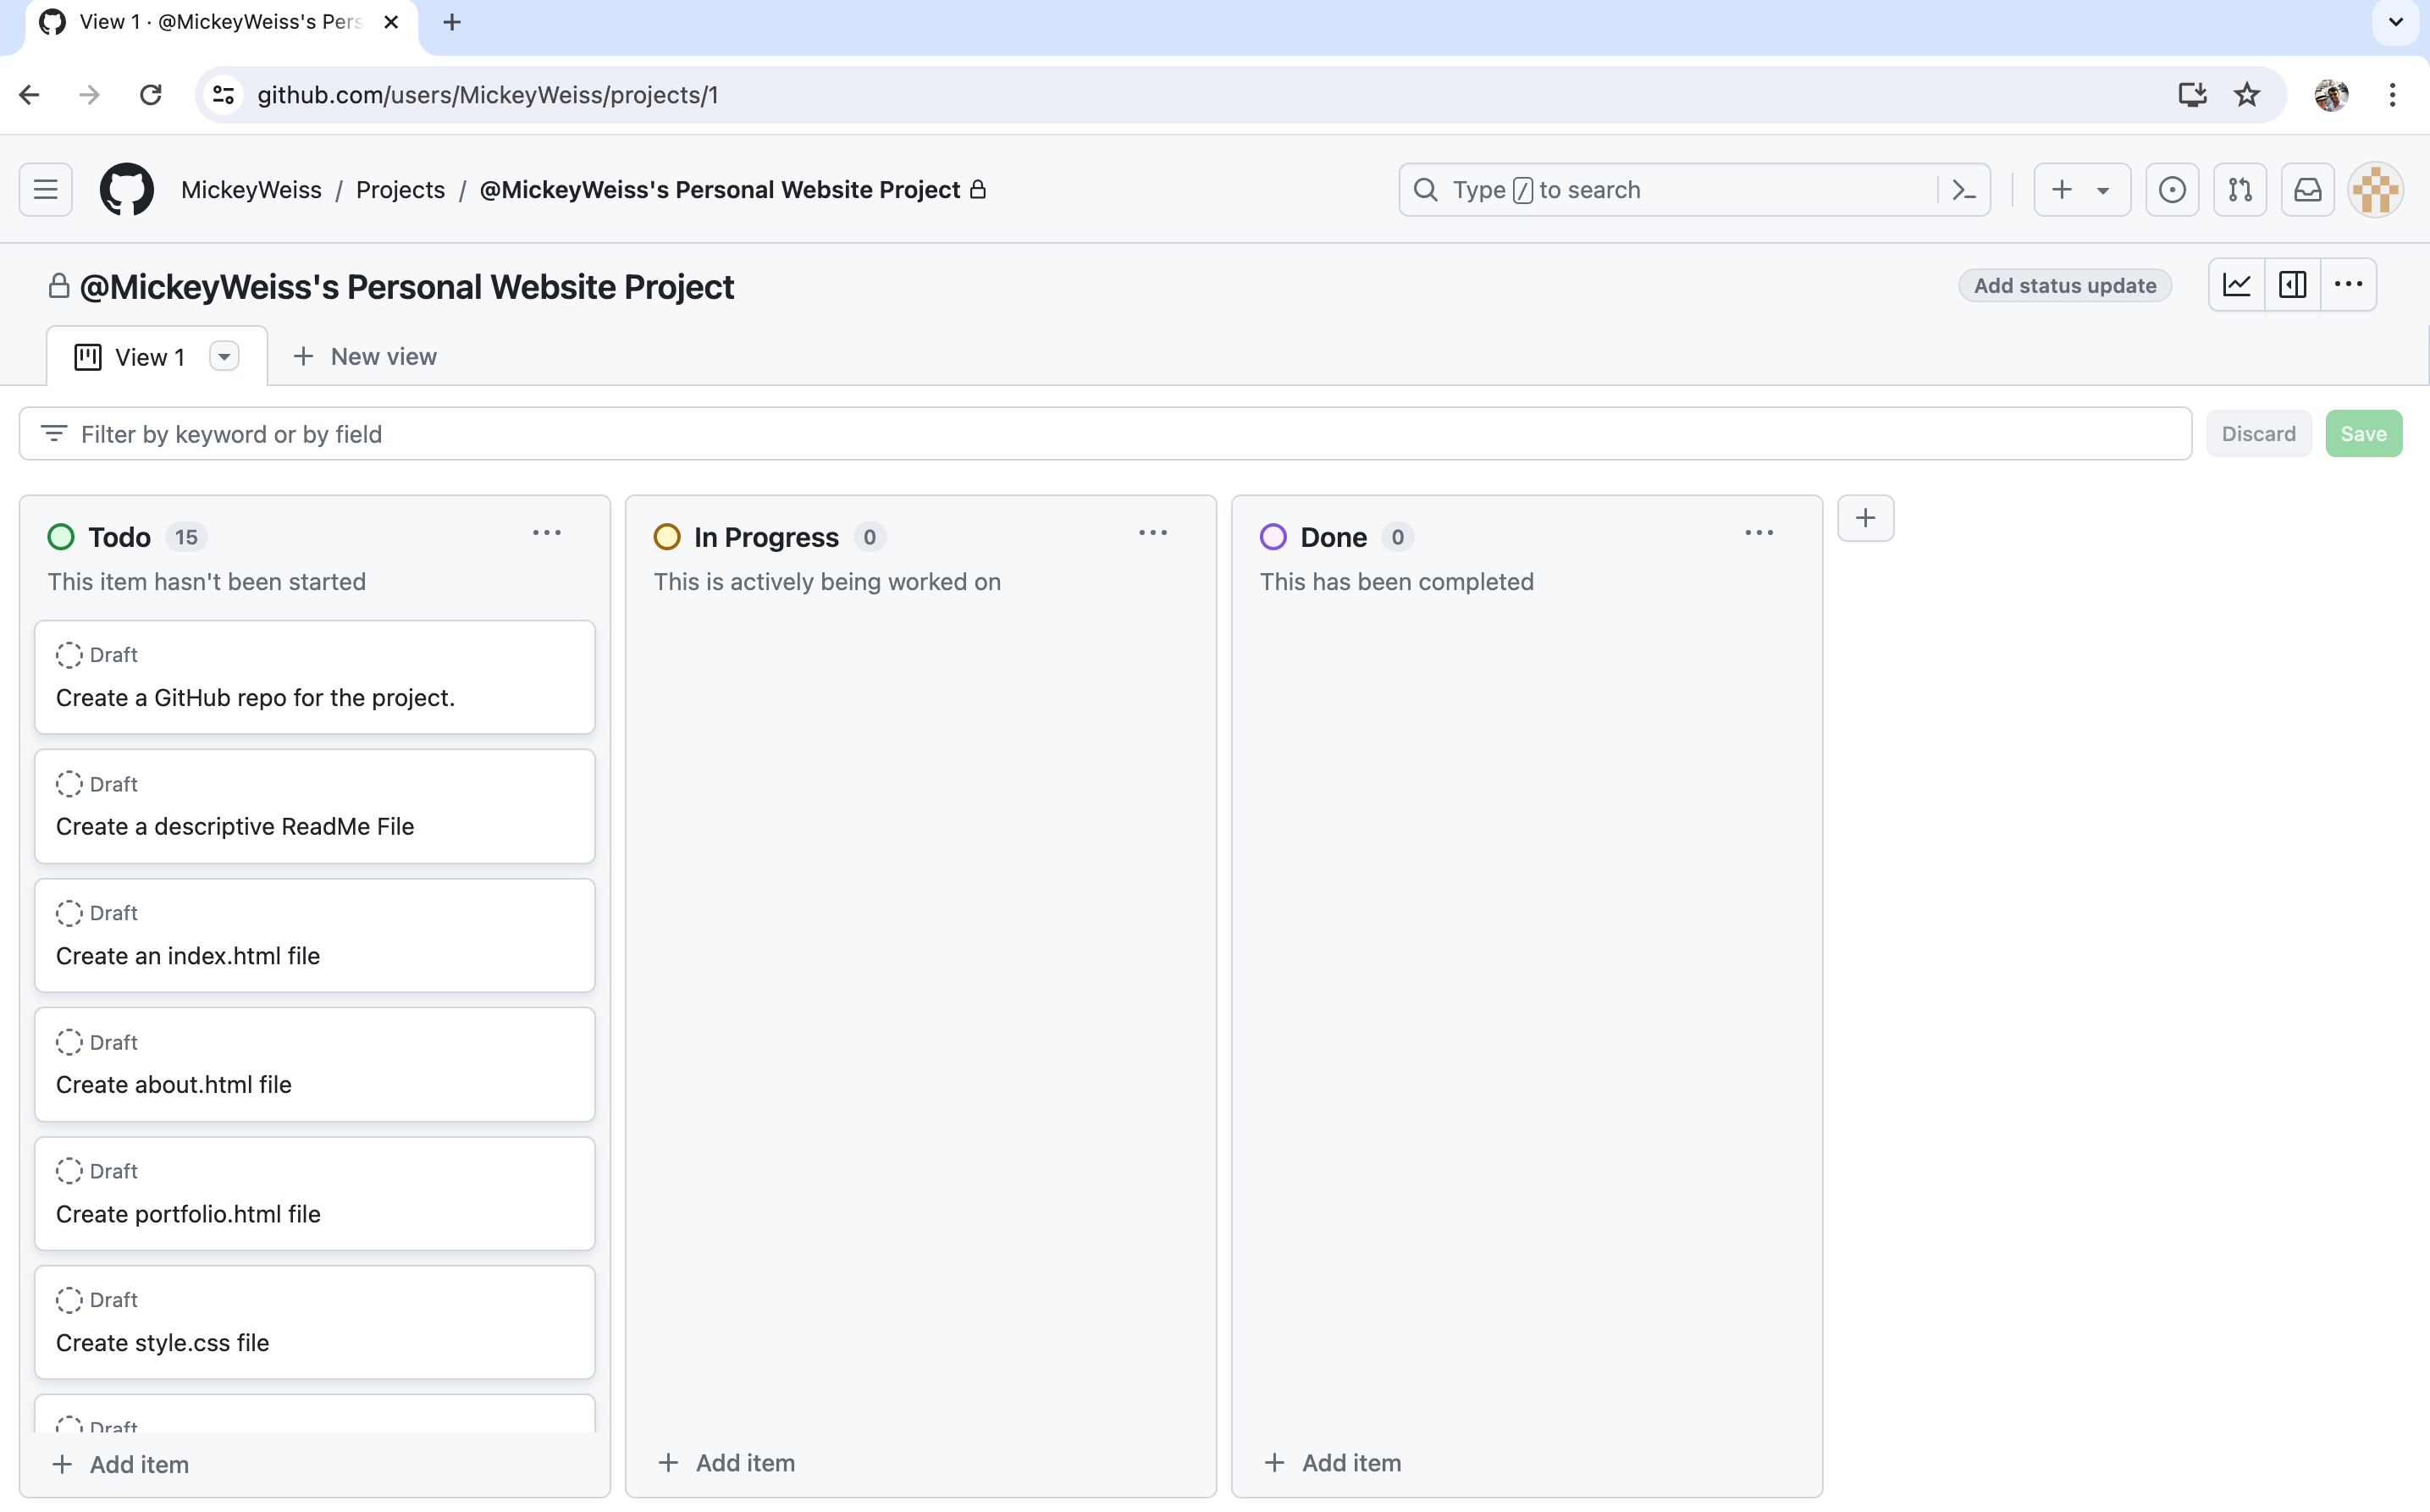 View 1 · @MickeyWeiss's Pers
github.com/users/MickeyWeiss/projects/1
MickeyWeiss / Projects / @MickeyWeiss's Personal Website Project
Type / to search
@MickeyWeiss's Personal Website Project
Add status update
View 1
New view
Filter by keyword or by field
Discard
Save
Todo 15
This item hasn't been started
Draft
Create a GitHub repo for the project.
Draft
Create a descriptive ReadMe File
Draft
Create an index.html file
Draft
Create about.html file
Draft
Create portfolio.html file
Draft
Create style.css file
Draft
Add item
In Progress 0
This is actively being worked on
Add item
Done 0
This has been completed
Add item